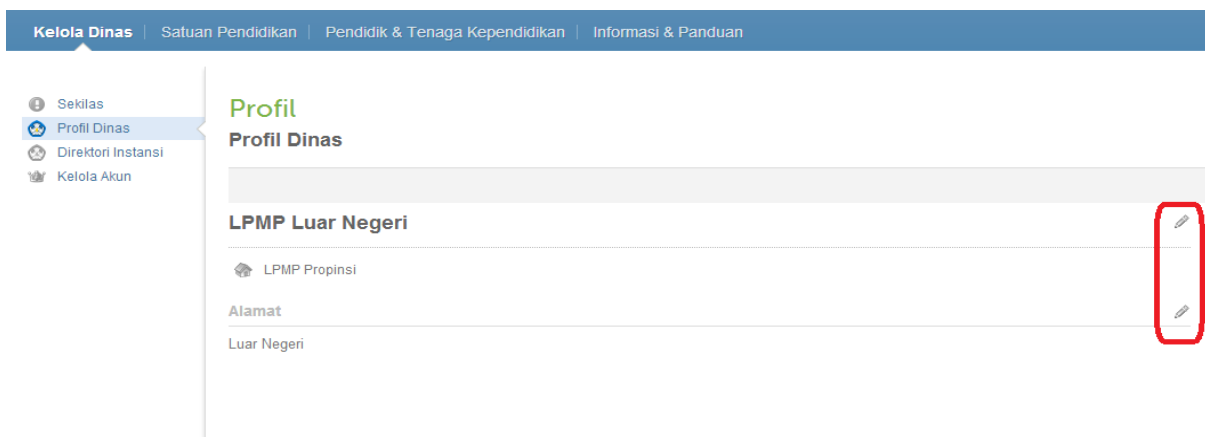 Kelola Dinas | Satuan Pendidikan | Pendidik & Tenaga Kependidikan | Informasi & Panduan
Sekilas
Profil Dinas
Direktori Instansi
Kelola Akun
Profil
Profil Dinas
LPMP Luar Negeri
LPMP Propinsi
Alamat
Luar Negeri